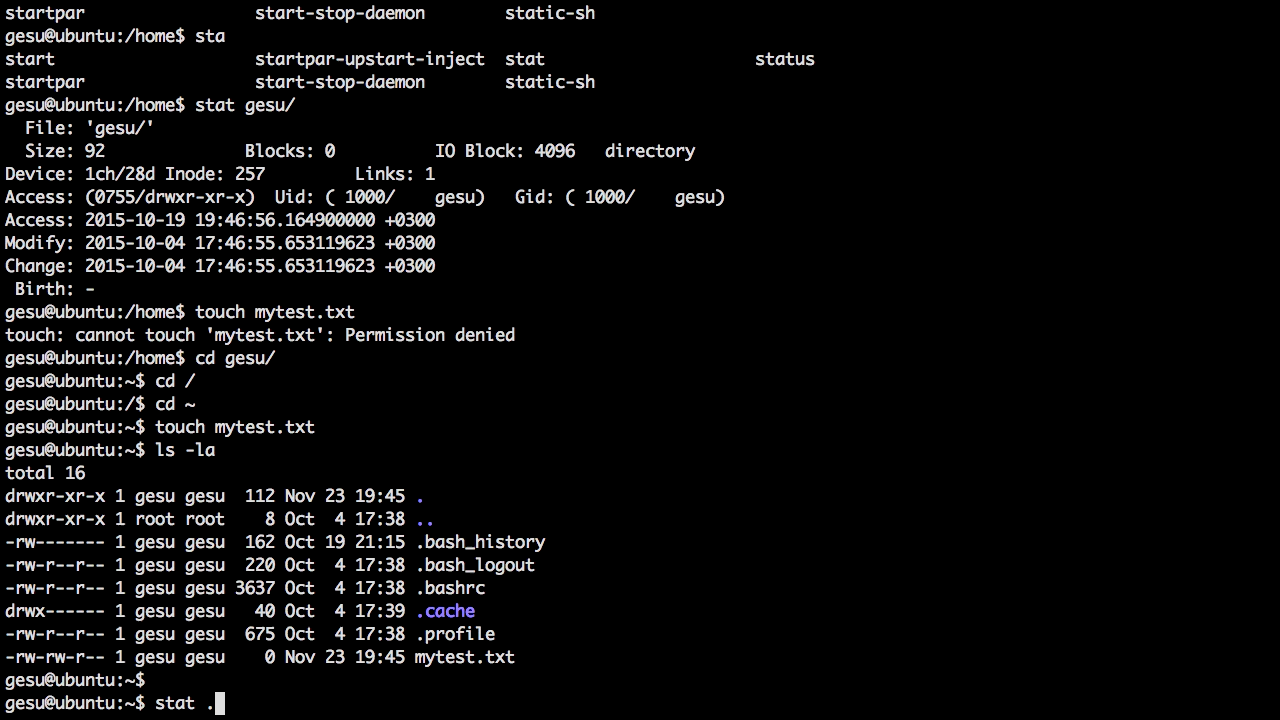 startpar                 start-stop-daemon        static-sh
gesu@ubuntu:/home$ sta
start                    startpar-upstart-inject  stat                     status
startpar                 start-stop-daemon        static-sh
gesu@ubuntu:/home$ stat gesu/
  File: 'gesu/'
  Size: 92              Blocks: 0          IO Block: 4096   directory
Device: 1ch/28d Inode: 257         Links: 1
Access: (0755/drwxr-xr-x)  Uid: ( 1000/    gesu)   Gid: ( 1000/    gesu)
Access: 2015-10-19 19:46:56.164900000 +0300
Modify: 2015-10-04 17:46:55.653119623 +0300
Change: 2015-10-04 17:46:55.653119623 +0300
 Birth: -
gesu@ubuntu:/home$ touch mytest.txt
touch: cannot touch 'mytest.txt': Permission denied
gesu@ubuntu:/home$ cd gesu/
gesu@ubuntu:~$ cd /
gesu@ubuntu:/$ cd ~
gesu@ubuntu:~$ touch mytest.txt
gesu@ubuntu:~$ ls -la
total 16
drwxr-xr-x 1 gesu gesu  112 Nov 23 19:45 .
drwxr-xr-x 1 root root    8 Oct  4 17:38 ..
-rw------- 1 gesu gesu  162 Oct 19 21:15 .bash_history
-rw-r--r-- 1 gesu gesu  220 Oct  4 17:38 .bash_logout
-rw-r--r-- 1 gesu gesu 3637 Oct  4 17:38 .bashrc
drwx------ 1 gesu gesu   40 Oct  4 17:39 .cache
-rw-r--r-- 1 gesu gesu  675 Oct  4 17:38 .profile
-rw-rw-r-- 1 gesu gesu    0 Nov 23 19:45 mytest.txt
gesu@ubuntu:~$
gesu@ubuntu:~$ stat .